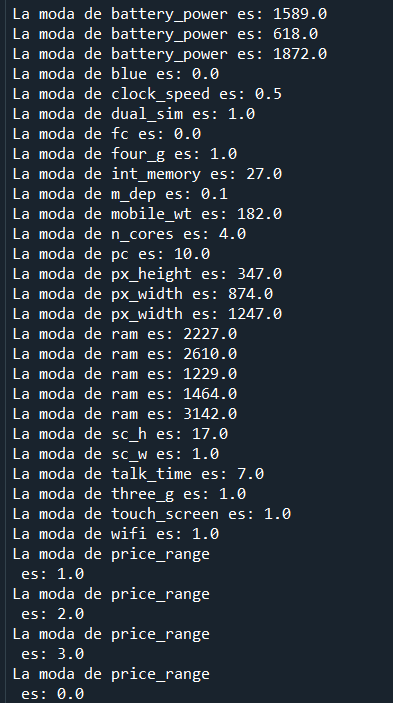 La moda de battery_power es: 1589.0
La moda de battery_power es: 618.0
La moda de battery_power es: 1872.0
La moda de blue es: 0.0
La moda de clock_speed es: 0.5
La moda de dual_sim es: 1.0
La moda de fc es: 0.0
La moda de four_g es: 1.0
La moda de int_memory es: 27.0
La moda de m_dep es: 0.1
La moda de mobile_wt es: 182.0
La moda de n_cores es: 4.0
La moda de pc es: 10.0
La moda de px_height es: 347.0
La moda de px_width es: 874.0
La moda de px_width es: 1247.0
La moda de ram es: 2227.0
La moda de ram es: 2610.0
La moda de ram es: 1229.0
La moda de ram es: 1464.0
La moda de ram es: 3142.0
La moda de sc_h es: 17.0
La moda de sc_w es: 1.0
La moda de talk_time es: 7.0
La moda de three_g es: 1.0
La moda de touch_screen es: 1.0
La moda de wifi es: 1.0
La moda de price_range
 es: 1.0
La moda de price_range
 es: 2.0
La moda de price_range
 es: 3.0
La moda de price_range
 es: 0.0